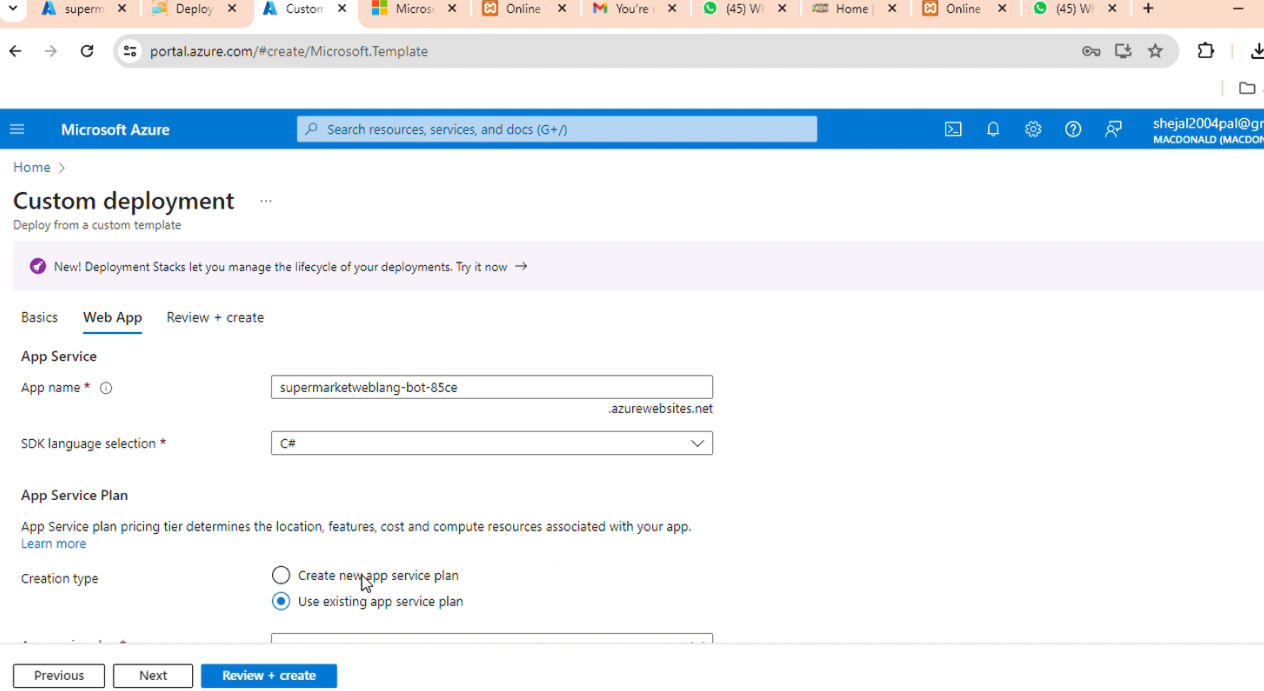 superm
Deploy
Custom
Micros
Online
You're
(45) Wh
Home
Online
(45) Wh
portal.azure.com/#create/Microsoft.Template
Microsoft Azure
Search resources, services, and docs (G+/)
shejal2004pal@gr
MACDONALD (MACDON
Home >
Custom deployment ...
Deploy from a custom template
New! Deployment Stacks let you manage the lifecycle of your deployments. Try it now →
Basics Web App Review + create
App Service
App name * supermarketweblang-bot-85ce
.azurewebsites.net
SDK language selection * C#
App Service Plan
App Service plan pricing tier determines the location, features, cost and compute resources associated with your app.
Learn more
Creation type Create new app service plan
Use existing app service plan
Previous Next Review + create